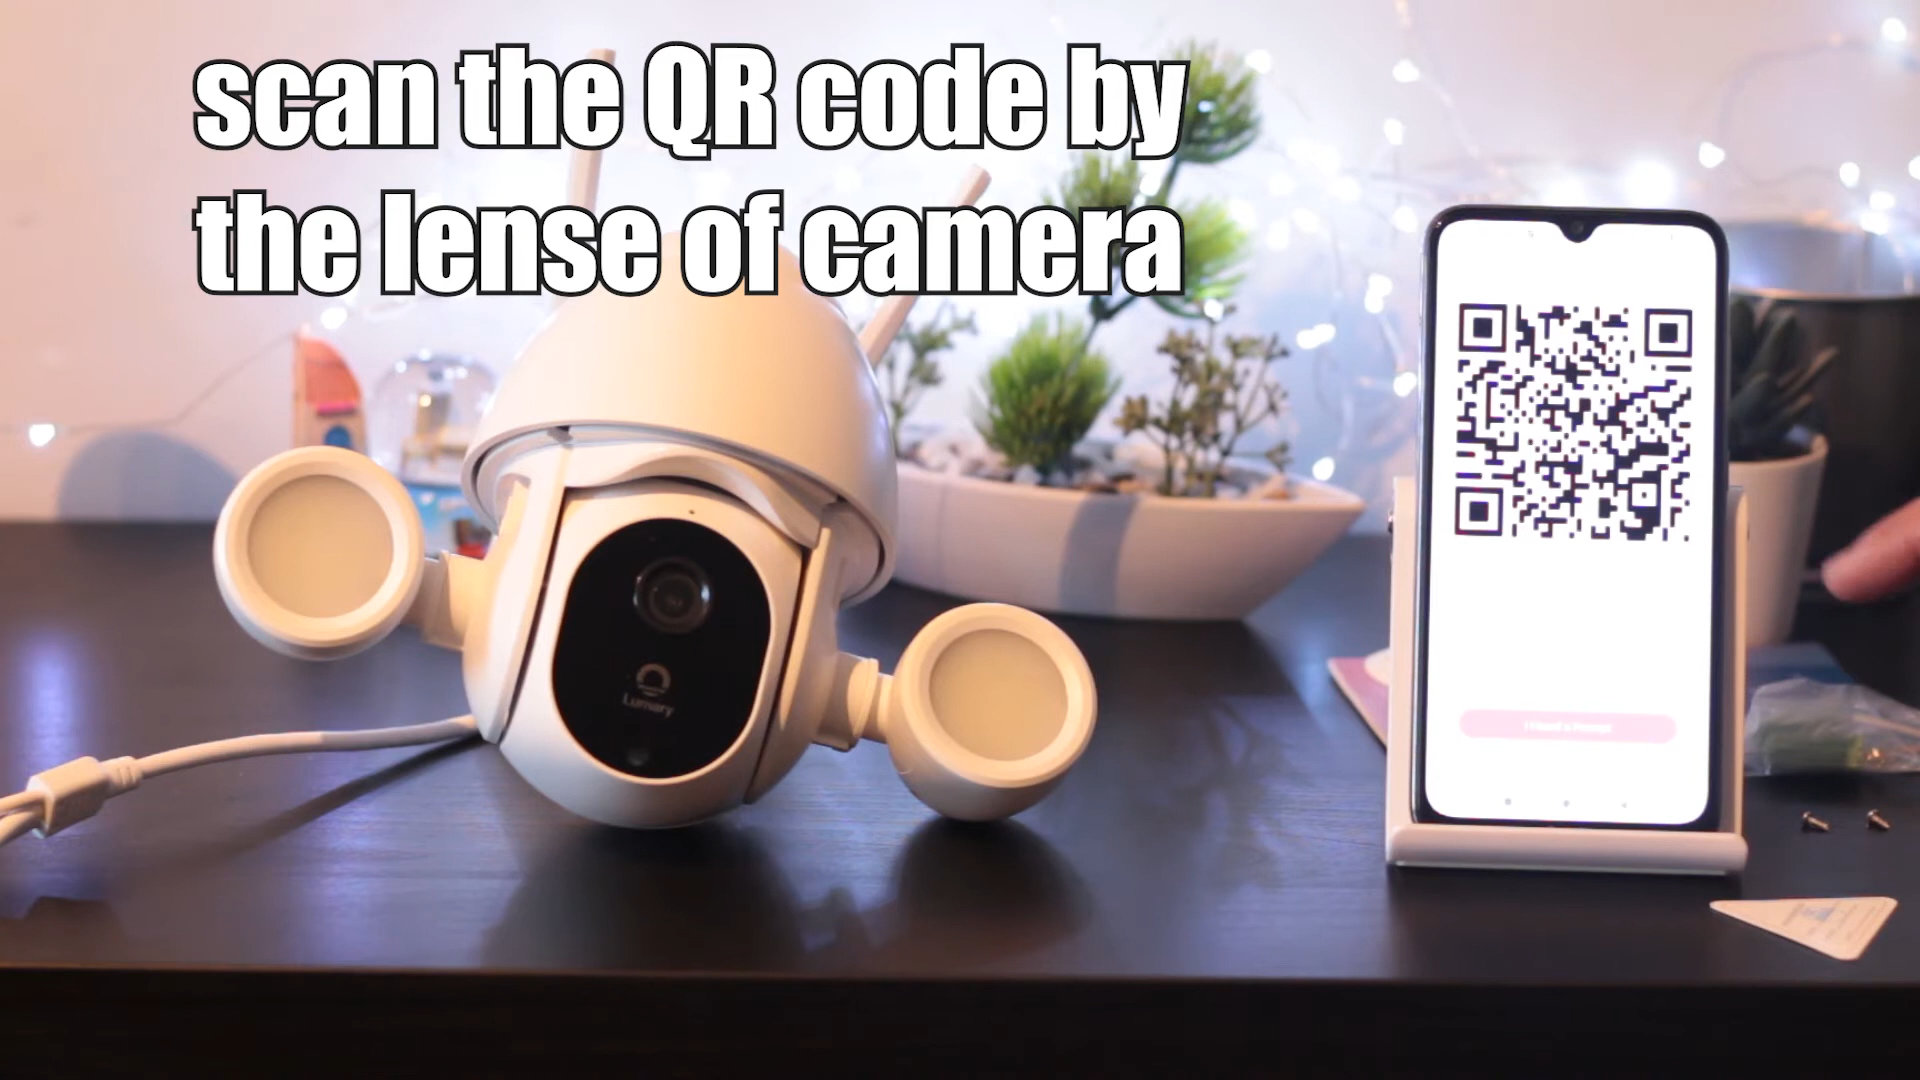 scan the QR code by
the lense of camera
Lumary